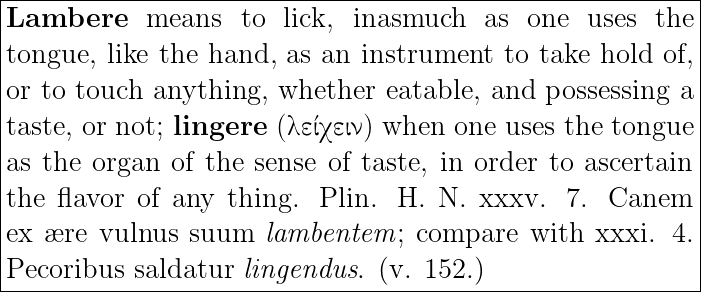 Lambere means to lick, inasmuch as one uses the
tongue, like the hand, as an instrument to take hold of,
or to touch anything, whether eatable, and possessing a
taste, or not; lingere (λείχειν) when one uses the tongue
as the organ of the sense of taste, in order to ascertain
the flavor of any thing. Plin. H. N. xxxv. 7. Canem
ex ære vulnus suum lambentem; compare with xxxi. 4.
Pecoribus saldatur lingendus. (v. 152.)